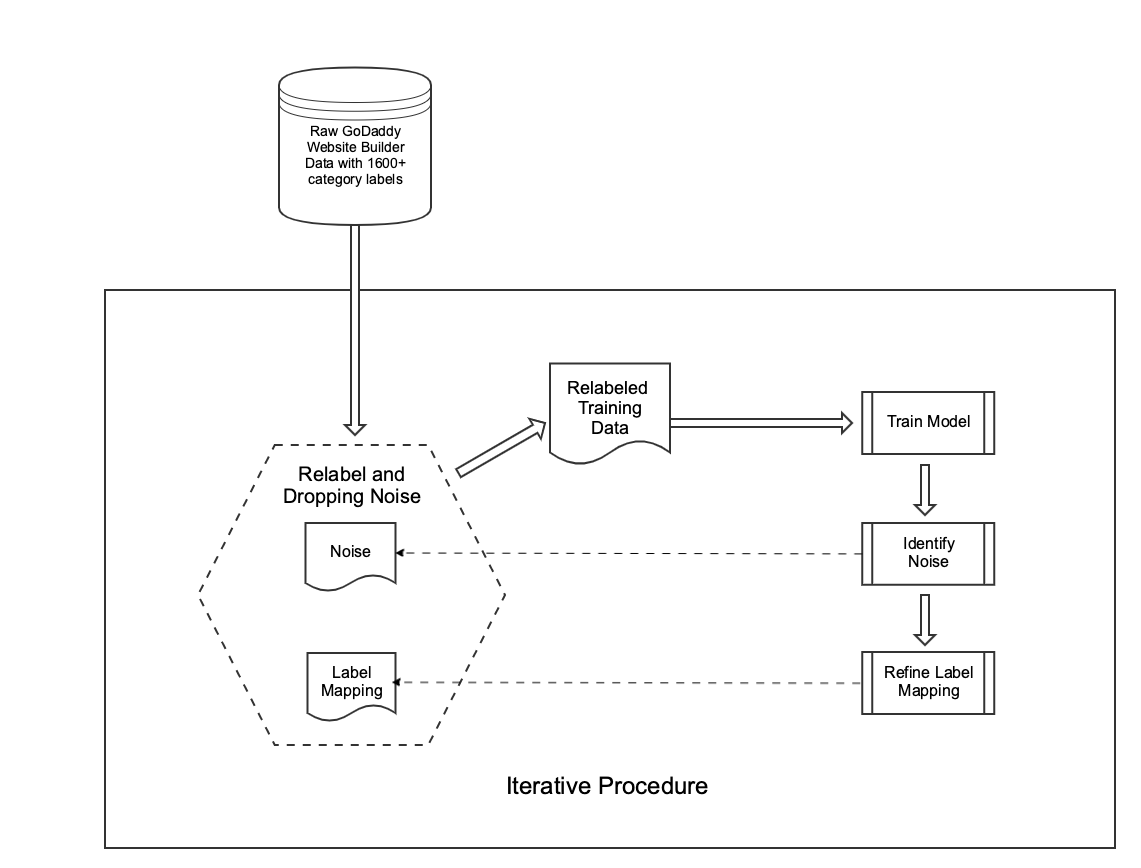 Raw GoDaddy
Website Builder
Data with 1600+
category labels
Relabeled
Training
Data
Train Model
Relabel and
Dropping Noise
Noise
Identify
Noise
Label
Mapping
Refine Label
Mapping
Iterative Procedure